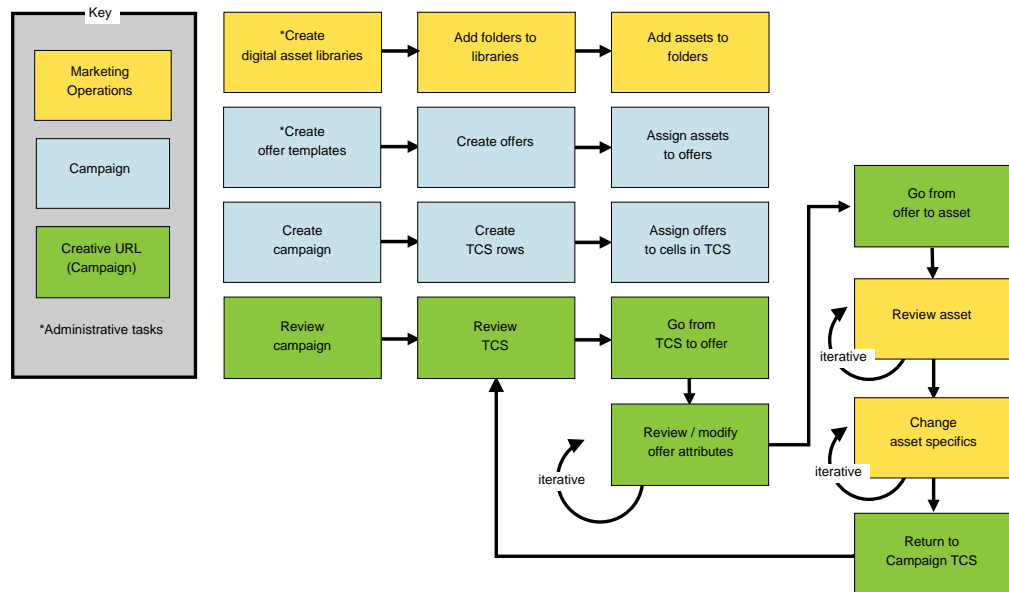 Key
Marketing
Operations
Campaign
Creative URL
(Campaign)
*Administrative tasks
*Create
digital asset libraries
Add folders to
libraries
Add assets to
folders
*Create
offer templates
Create offers
Assign assets
to offers
Create
campaign
Create
TCS rows
Assign offers
to cells in TCS
Review
campaign
Review
TCS
Go from
TCS to offer
Review / modify
offer attributes
iterative
Go from
offer to asset
Review asset
iterative
Change
asset specifics
iterative
Return to
Campaign TCS